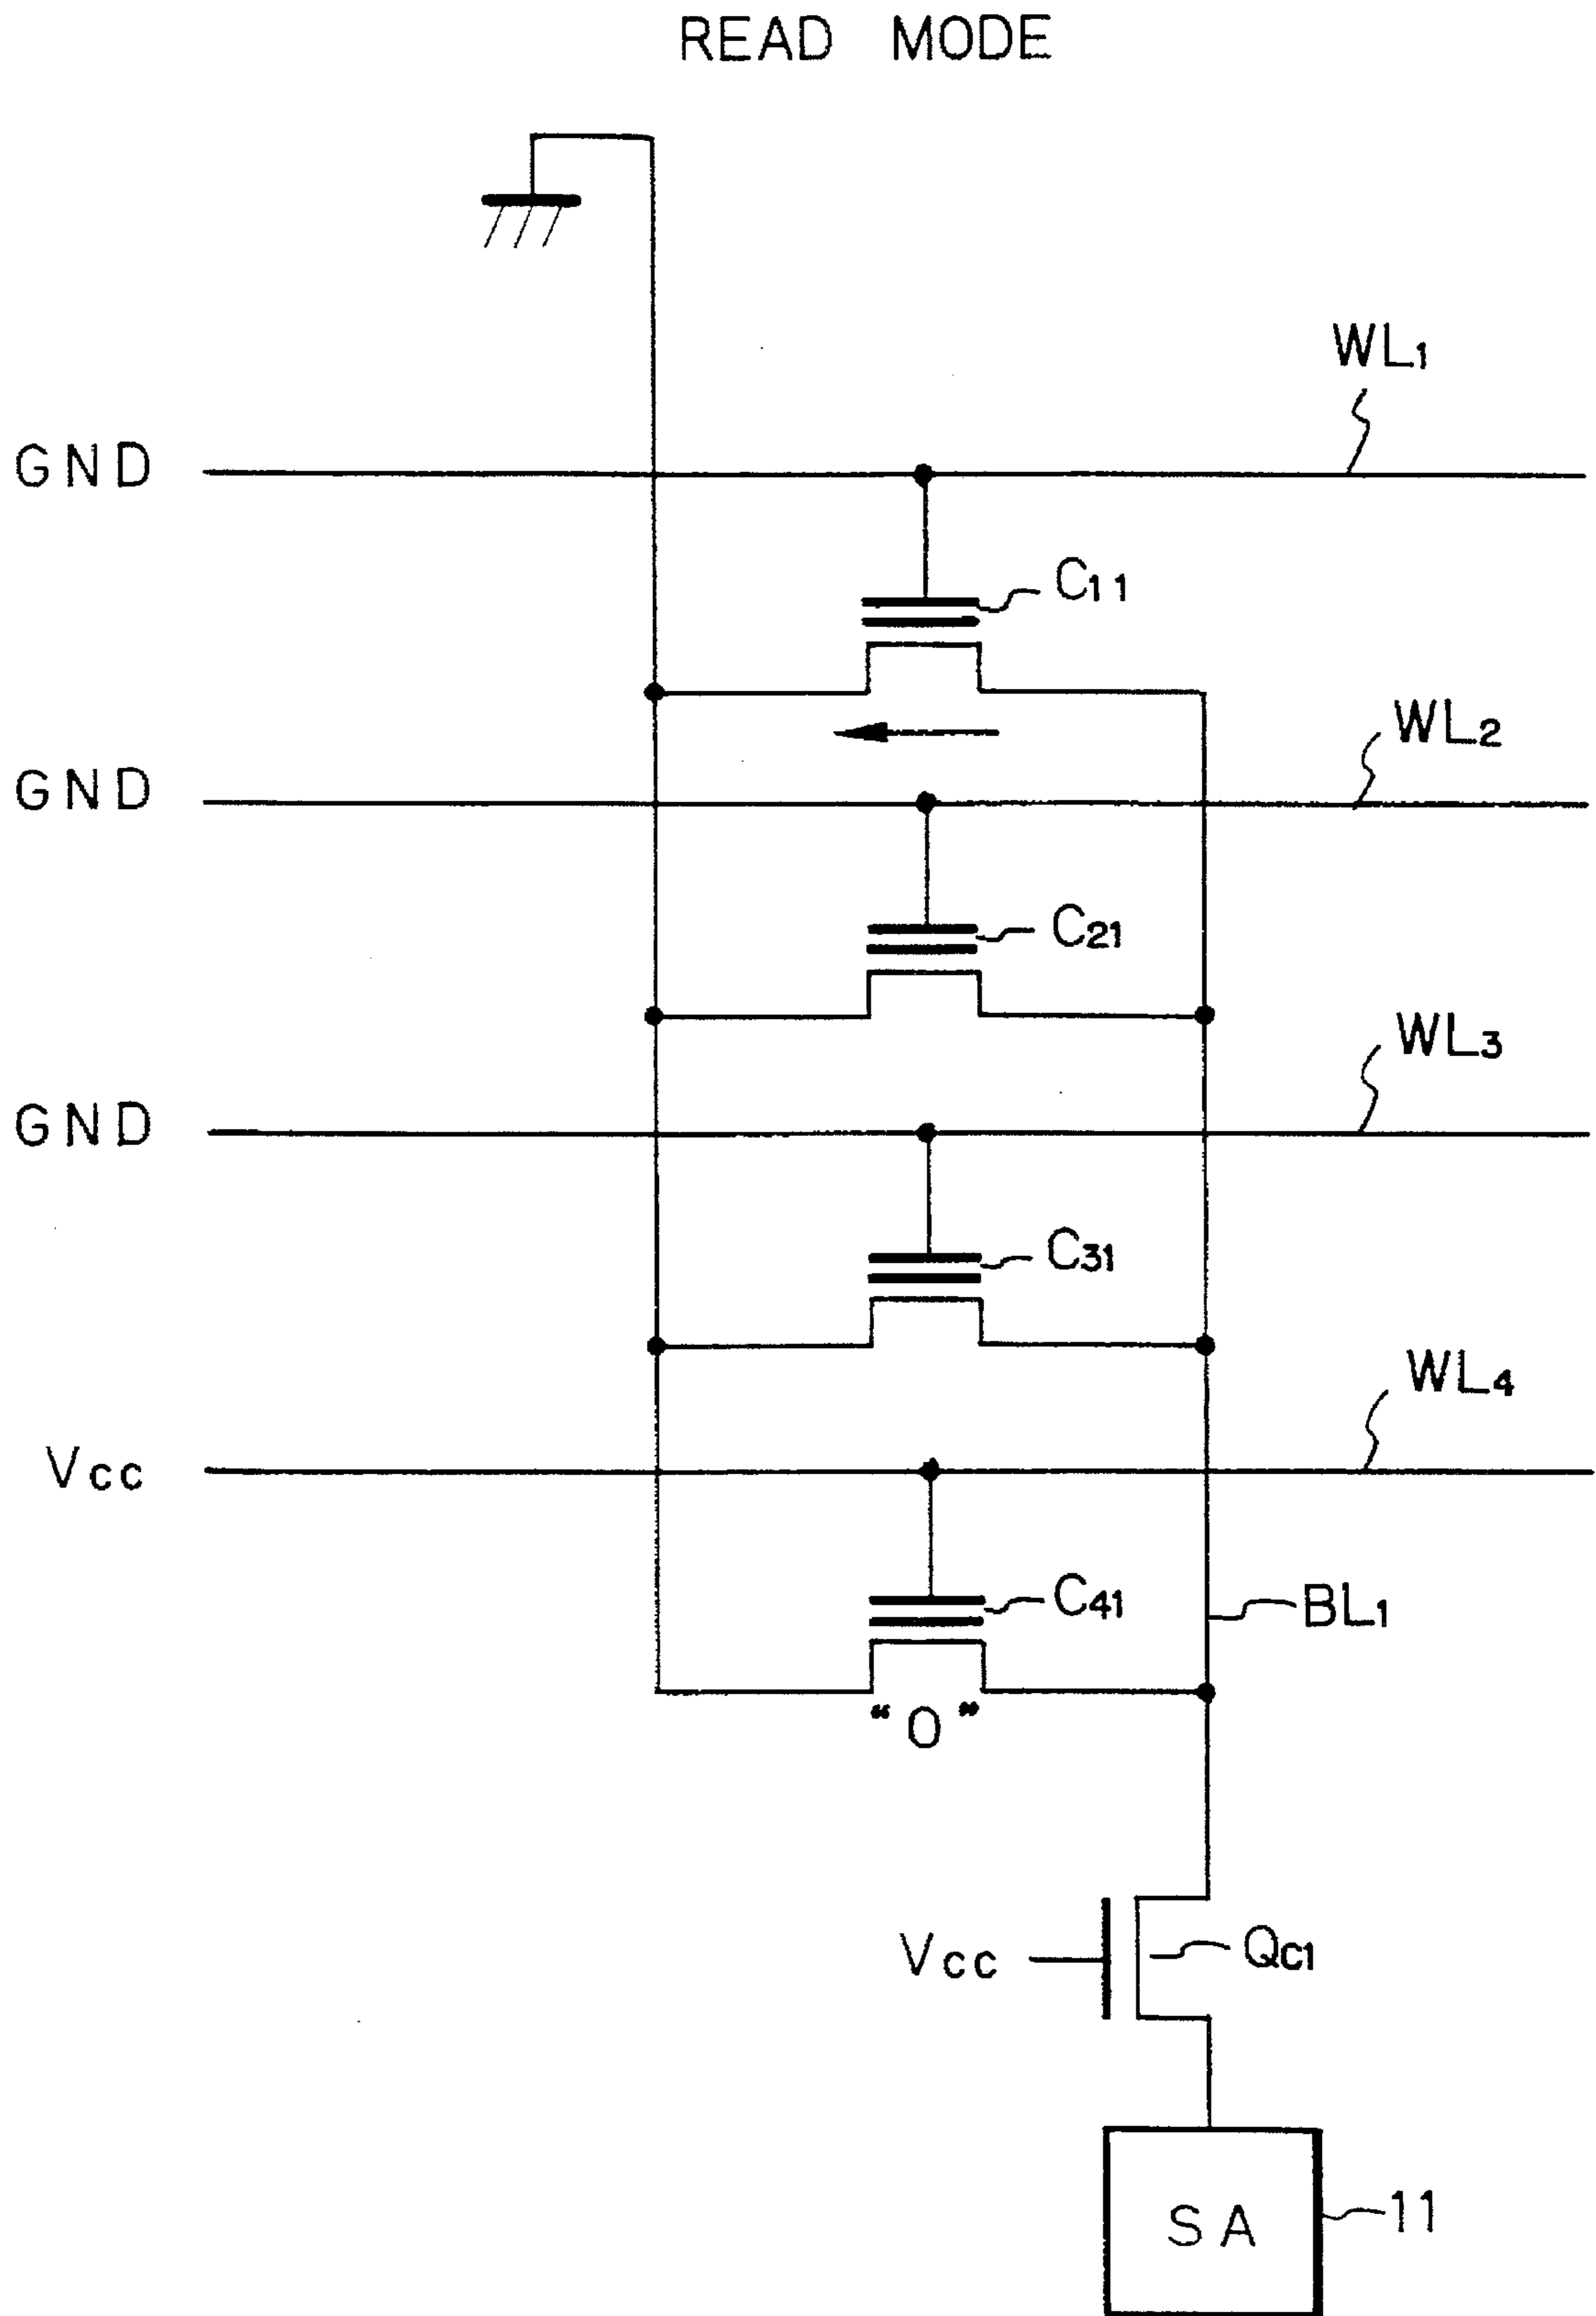 READ MODE
WL₁
GND
C₁₁
WL₂
GND
C₂₁
WL₃
GND
C₃₁
WL₄
Vcc
C₄₁
BL₁
“0”
Vcc
Qc₁
SA
11